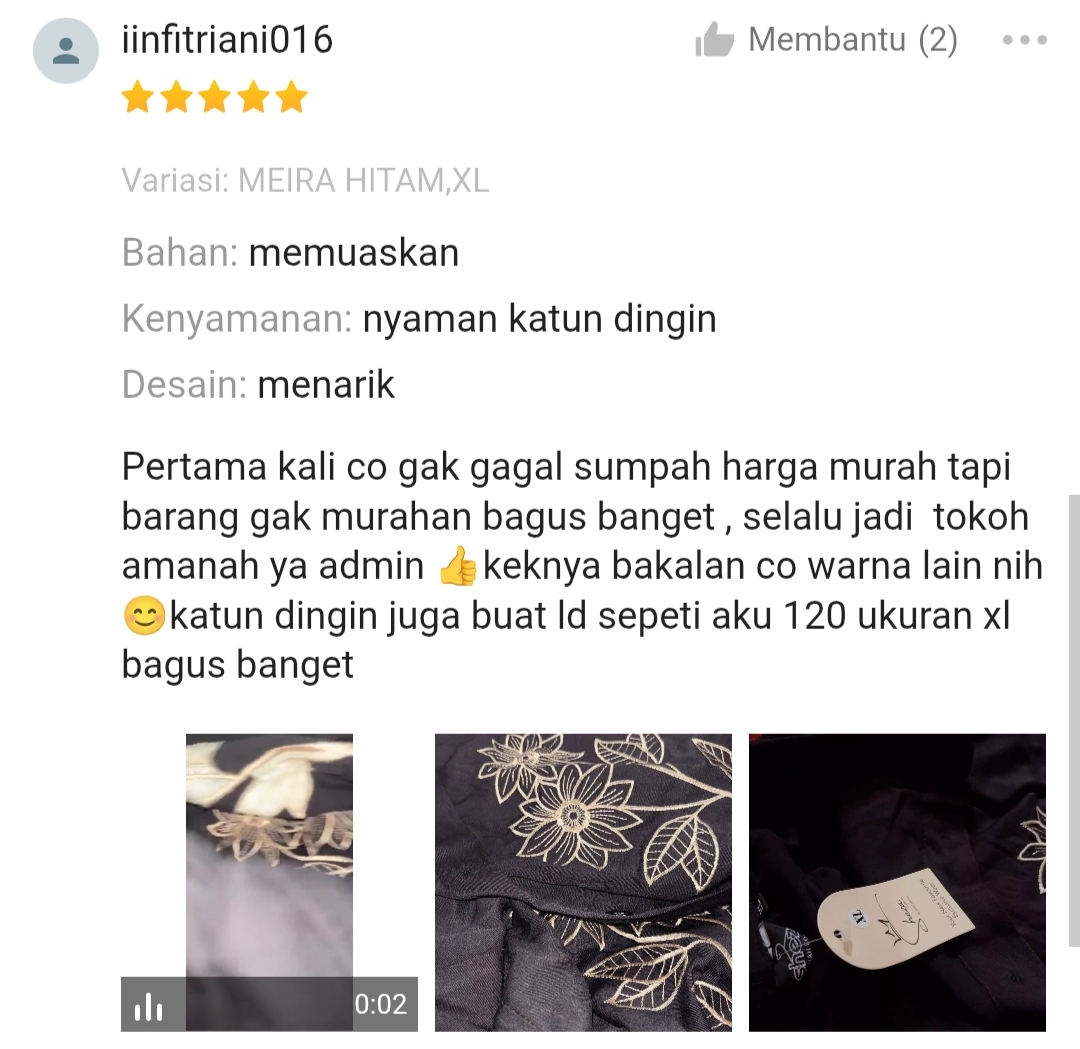 iinfitriani016
Membantu (2)
Variasi: MEIRA HITAM,XL
Bahan: memuaskan
Kenyamanan: nyaman katun dingin
Desain: menarik
Pertama kali co gak gagal sumpah harga murah tapi
barang gak murahan bagus banget , selalu jadi  tokoh
amanah ya admin 👍keknya bakalan co warna lain nih
😊katun dingin juga buat ld sepeti aku 120 ukuran xl
bagus banget
0:02
XL